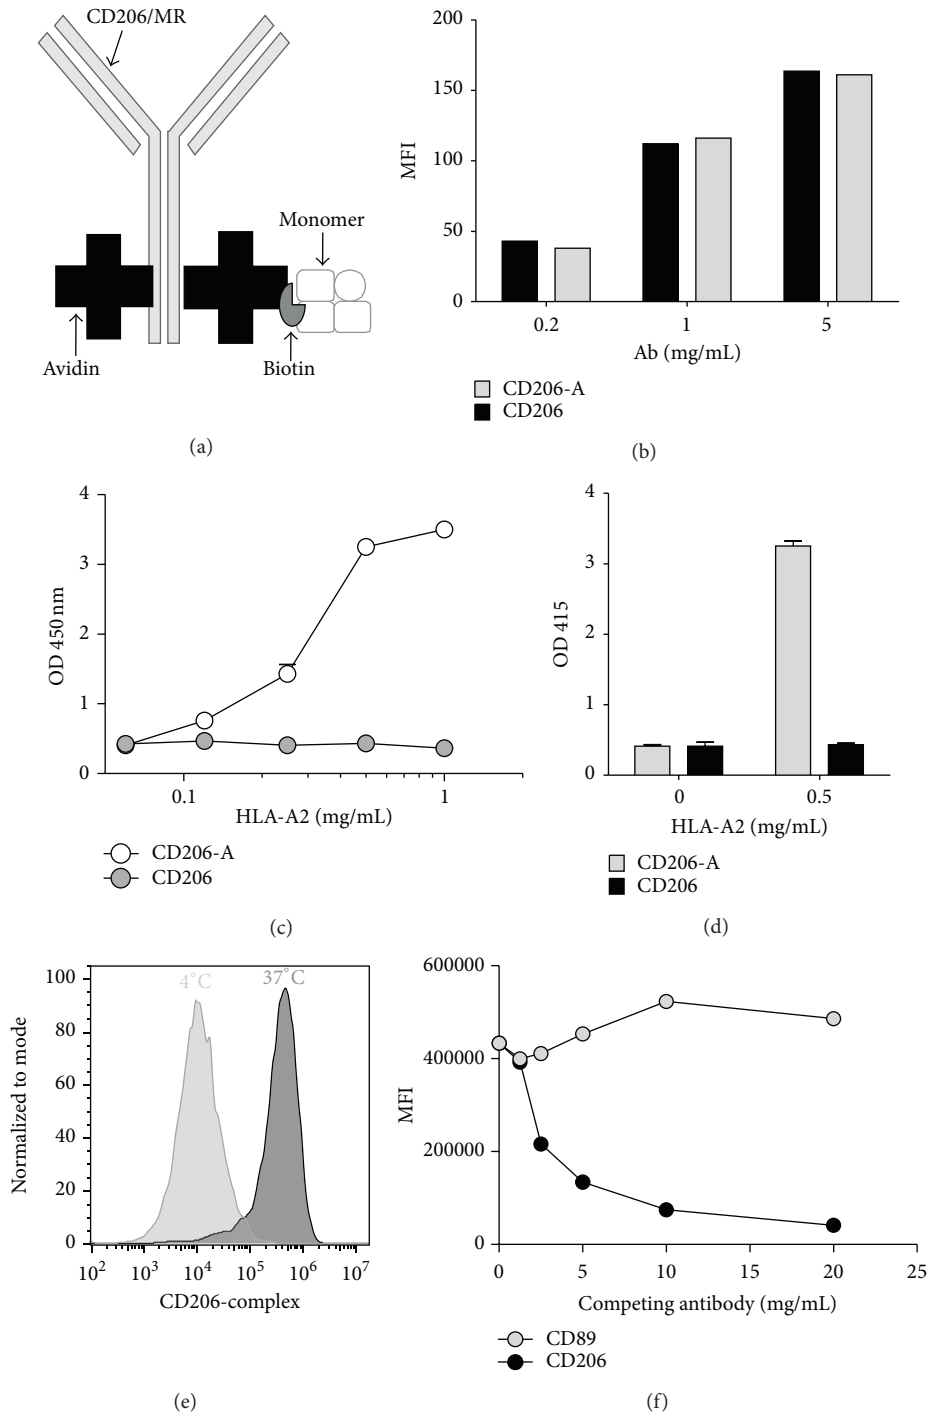 CD206/MR
Monomer
Avidin
Biotin
(a)
200
150
100
50
0
MFI
0.2 1 5
Ab (mg/mL)
CD206-A
CD206
(b)
4
3
2
1
0
OD 450 nm
0.1 1
HLA-A2 (mg/mL)
CD206-A
CD206
(c)
4
3
2
1
0
OD 415
0 0.5
HLA-A2 (mg/mL)
CD206-A
CD206
(d)
100
80
60
40
20
0
Normalized to mode
4°C 37°C
10² 10³ 10⁴ 10⁵ 10⁶ 10⁷
CD206-complex
(e)
600000
400000
200000
0
MFI
0 5 10 15 20 25
Competing antibody (mg/mL)
CD89
CD206
(f)